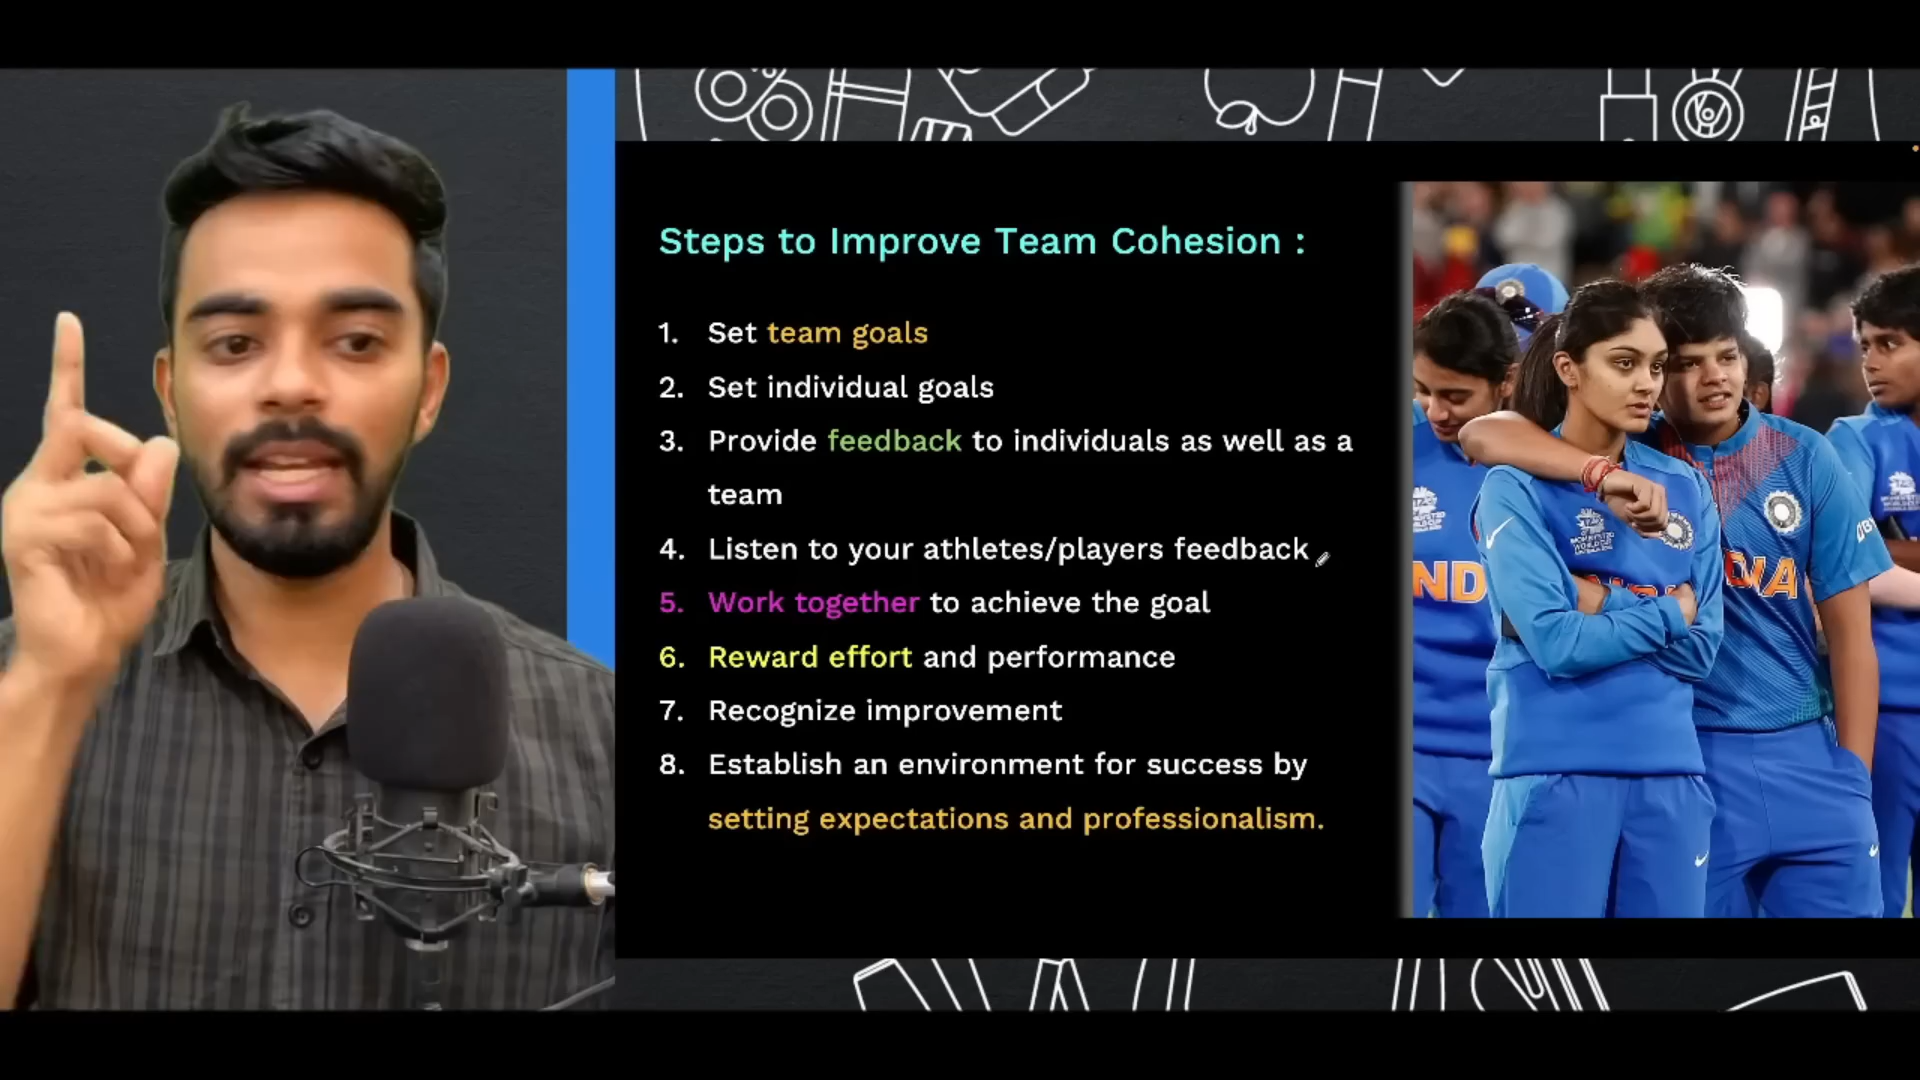 Steps to Improve Team Cohesion :
1. Set team goals
2. Set individual goals
3. Provide feedback to individuals as well as a
team
4. Listen to your athletes/players feedback
5. Work together to achieve the goal
6. Reward effort and performance
7. Recognize improvement
8. Establish an environment for success by
setting expectations and professionalism.
IND
DIA